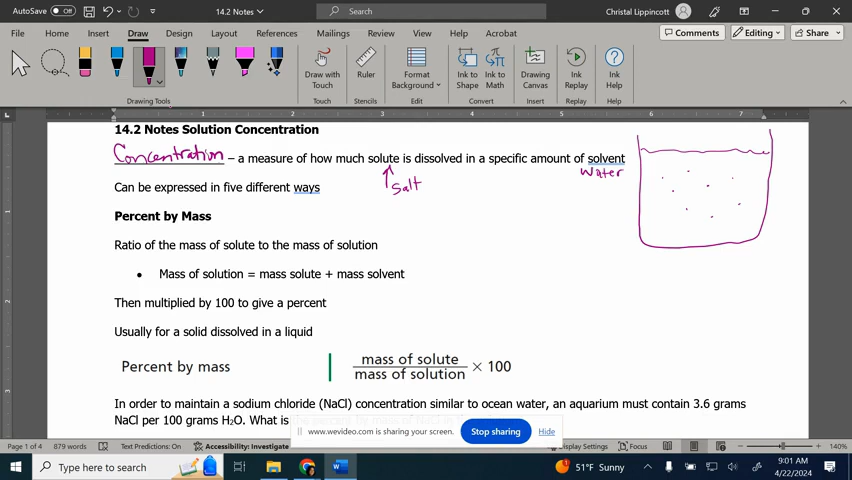 AutoSave Off 14.2 Notes Search Christal Lippincott
File Home Insert Draw Design Layout References Mailings Review View Help Acrobat Comments Editing Share
Draw with Touch Ruler Format Background Ink to Shape Ink to Math Drawing Canvas Ink Replay Ink Help
Drawing Tools Touch Stencils Convert Insert Replay Help
1 2 3 4 5 6 7
14.2 Notes Solution Concentration
Concentration – a measure of how much solute is dissolved in a specific amount of solvent
water
Can be expressed in five different ways
Salt
Percent by Mass
Ratio of the mass of solute to the mass of solution
• Mass of solution = mass solute + mass solvent
Then multiplied by 100 to give a percent
Usually for a solid dissolved in a liquid
Percent by mass mass of solute
mass of solution × 100
In order to maintain a sodium chloride (NaCl) concentration similar to ocean water, an aquarium must contain 3.6 grams
NaCl per 100 grams H₂O. What is
www.wevideo.com is sharing your screen. Stop sharing Hide
Page 1 of 4 879 words Text Predictions: On Accessibility: Investigate Display Settings Focus 140%
Type here to search 51°F Sunny 9:01 AM
4/22/2024